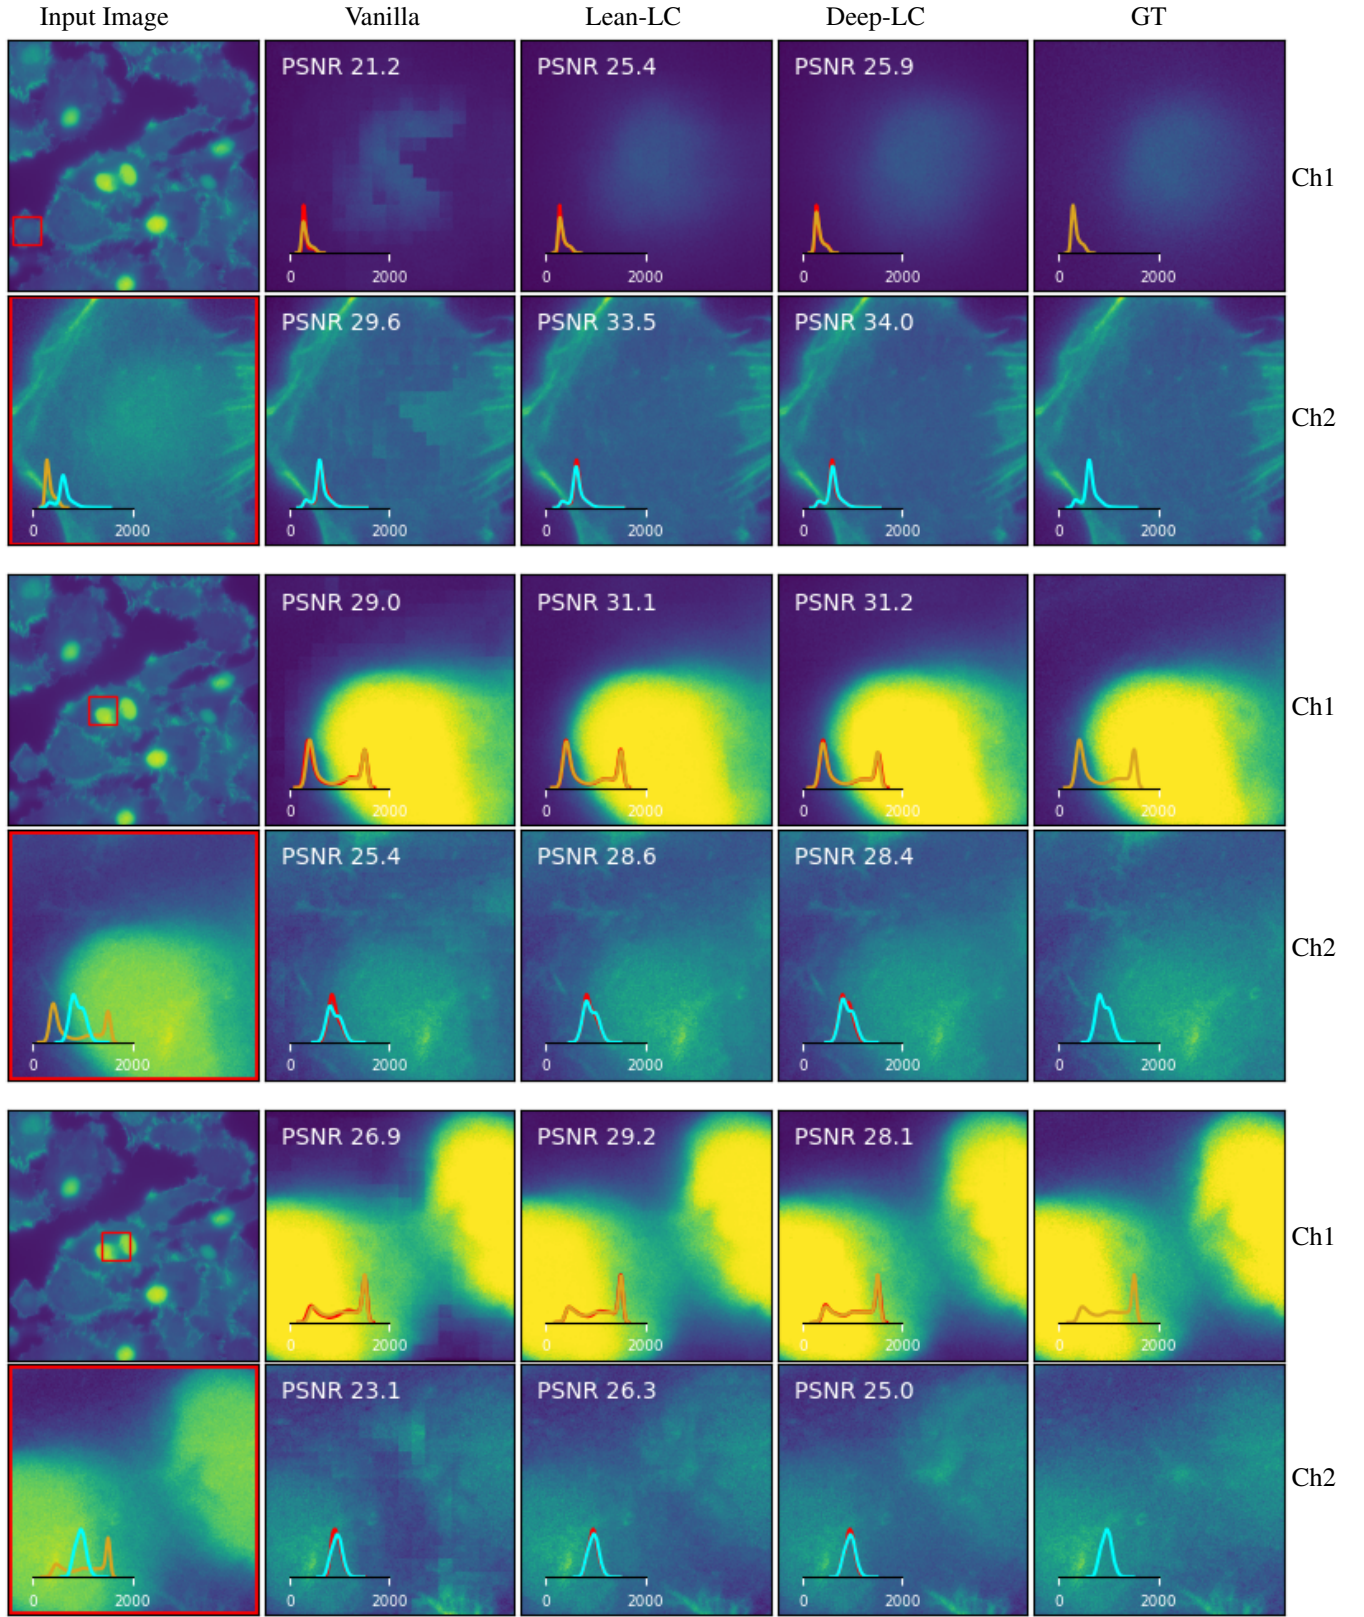 Input Image Vanilla Lean-LC Deep-LC GT
PSNR 21.2 PSNR 25.4 PSNR 25.9
Ch1
0 2000 0 2000 0 2000 0 2000
PSNR 29.6 PSNR 33.5 PSNR 34.0
Ch2
0 2000 0 2000 0 2000 0 2000 0 2000
PSNR 29.0 PSNR 31.1 PSNR 31.2
Ch1
0 2000 0 2000 0 2000 0 2000
PSNR 25.4 PSNR 28.6 PSNR 28.4
Ch2
0 2000 0 2000 0 2000 0 2000 0 2000
PSNR 26.9 PSNR 29.2 PSNR 28.1
Ch1
0 2000 0 2000 0 2000 0 2000
PSNR 23.1 PSNR 26.3 PSNR 25.0
Ch2
0 2000 0 2000 0 2000 0 2000 0 2000